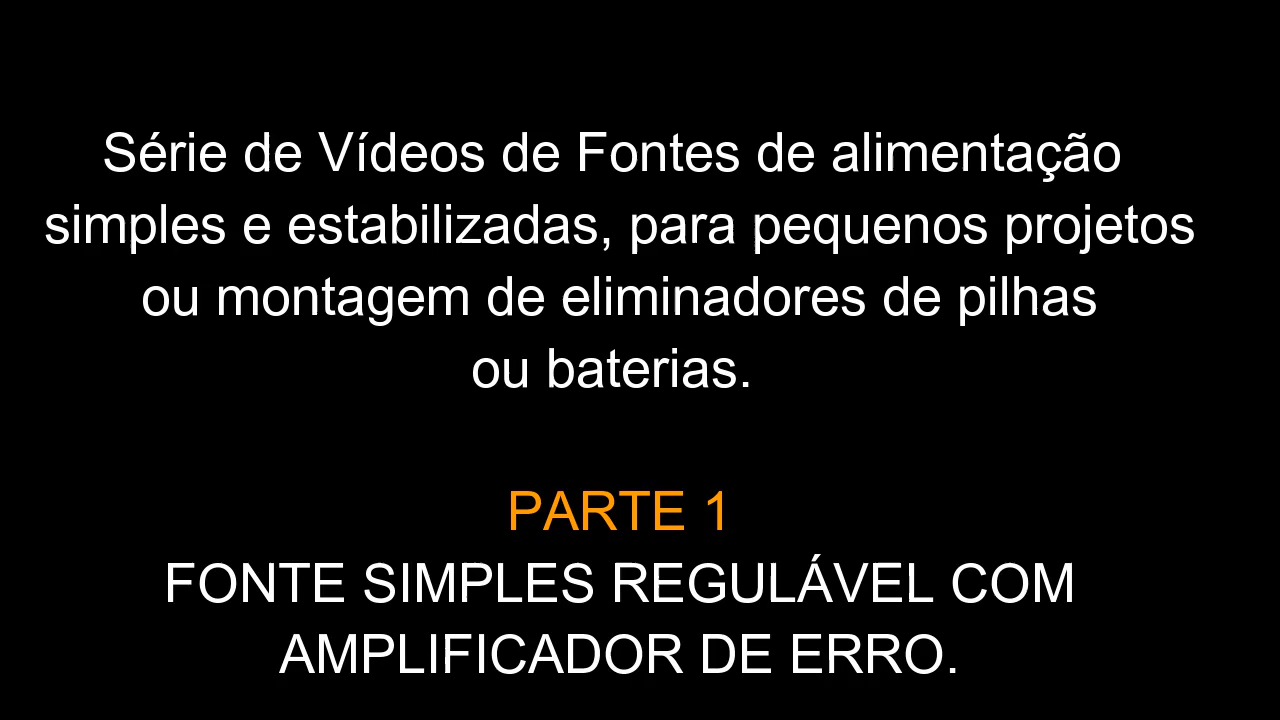 Série de Vídeos de Fontes de alimentação
simples e estabilizadas, para pequenos projetos
ou montagem de eliminadores de pilhas
ou baterias.
PARTE 1
FONTE SIMPLES REGULÁVEL COM
AMPLIFICADOR DE ERRO.